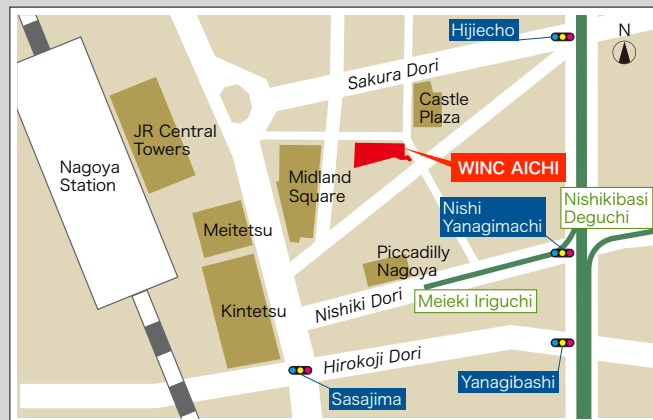 Hijiecho
N
Sakura Dori
Castle
Plaza
JR Central
Towers
Nagoya
Station
WINC AICHI
Midland
Square
Nishikibasi
Deguchi
Nishi
Yanagimachi
Meitetsu
Piccadilly
Nagoya
Kintetsu
Nishiki Dori
Meieki Iriguchi
Hirokoji Dori
Yanagibashi
Sasajima